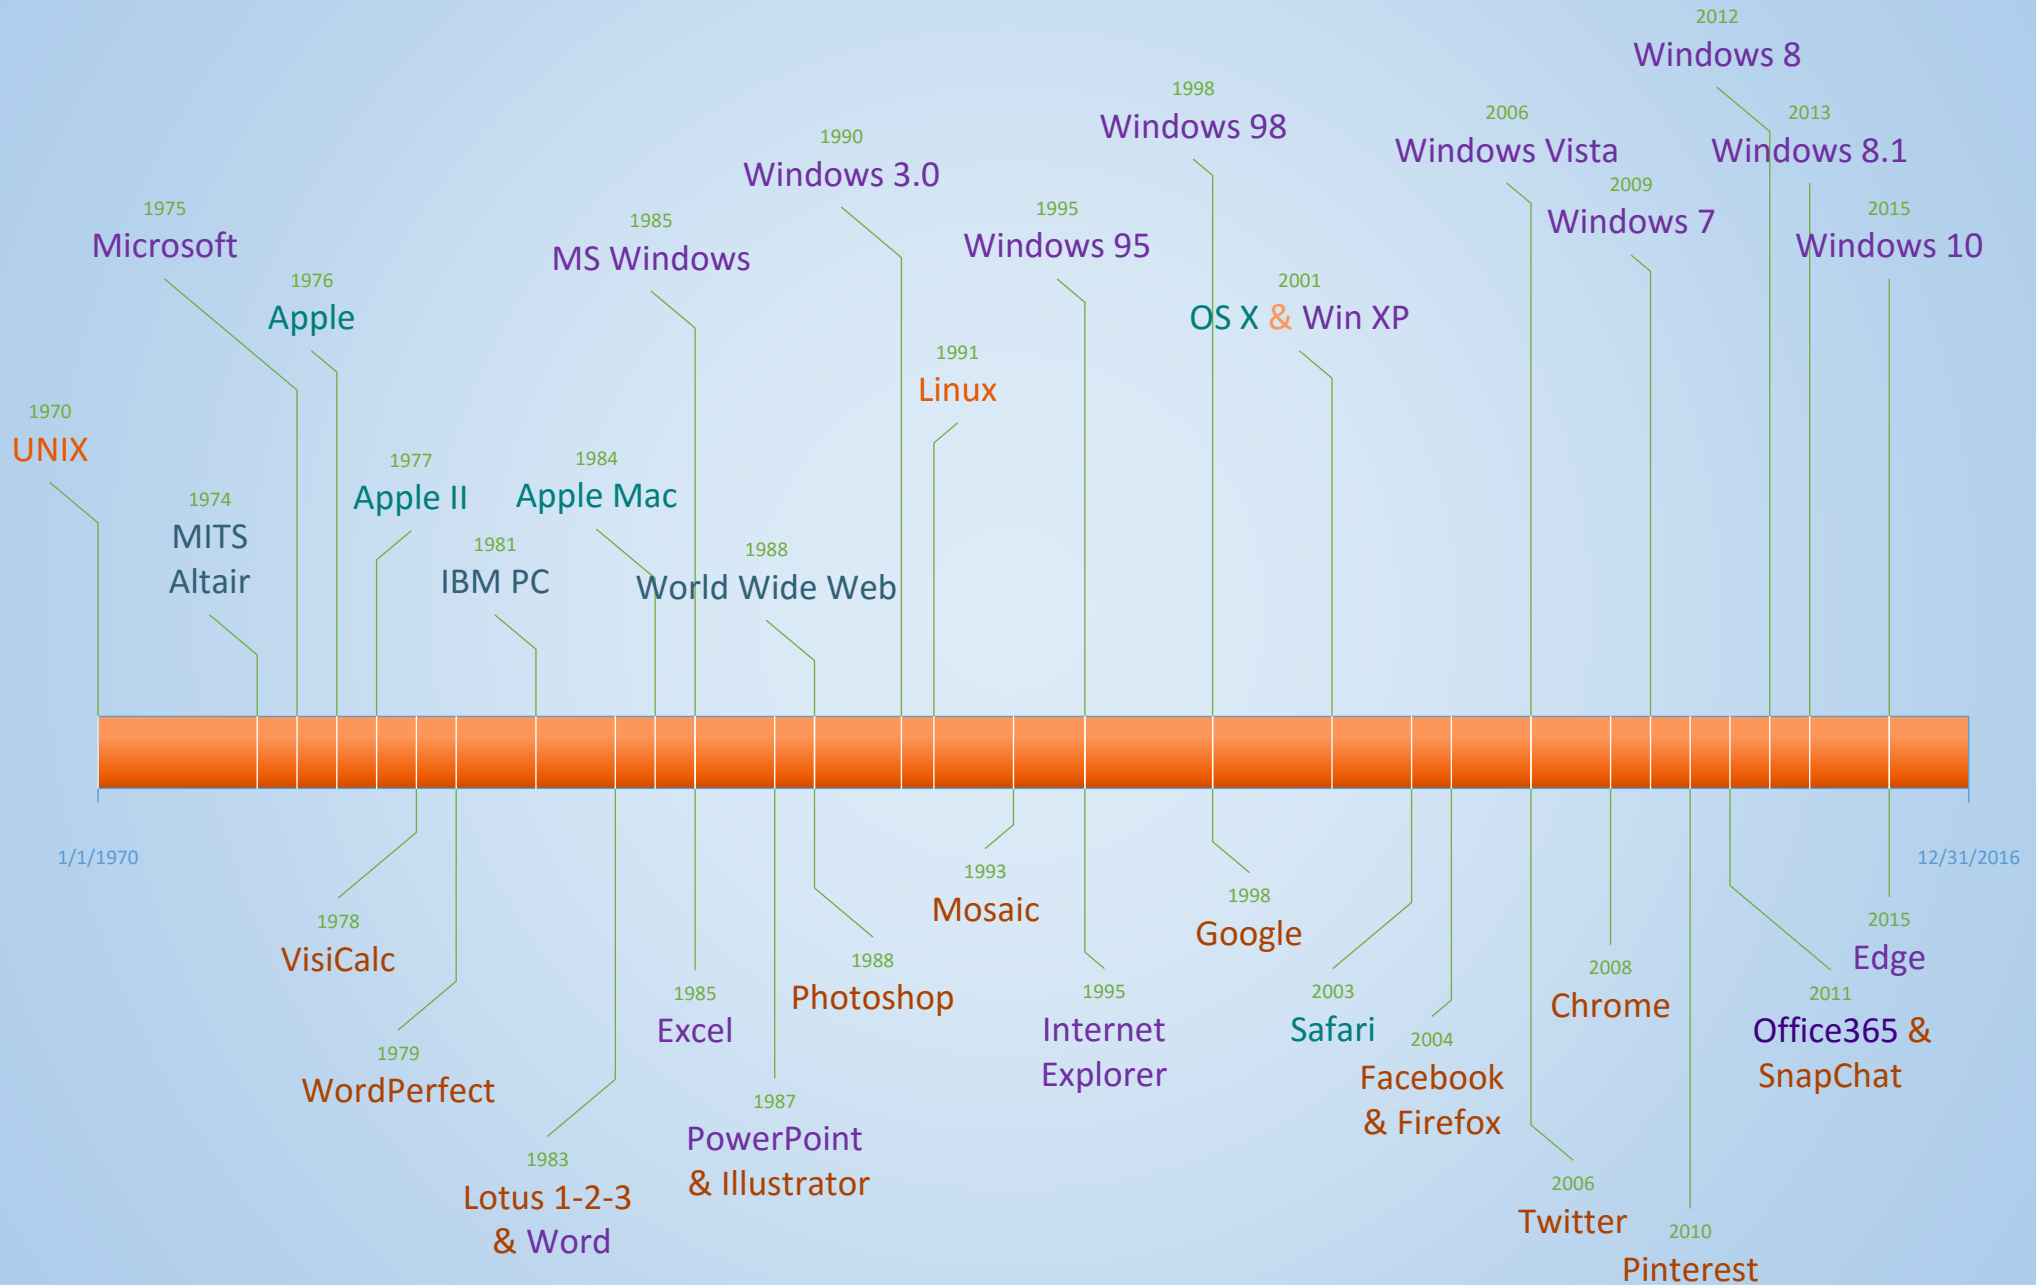 2012
Windows 8
1998
Windows 98
2006
Windows Vista
2013
Windows 8.1
1990
Windows 3.0
2009
Windows 7
1975
Microsoft
1985
MS Windows
1995
Windows 95
2015
Windows 10
1976
Apple
2001
OS X & Win XP
1991
Linux
1970
UNIX
1977
Apple II
1984
Apple Mac
1974
MITS
Altair
1981
IBM PC
1988
World Wide Web
1/1/1970
12/31/2016
1978
VisiCalc
1993
Mosaic
1998
Google
2015
Edge
1988
Photoshop
1985
Excel
1995
Internet
Explorer
2003
Safari
2008
Chrome
2011
Office365 &
SnapChat
1979
WordPerfect
2004
Facebook
& Firefox
1987
PowerPoint
& Illustrator
1983
Lotus 1-2-3
& Word
2006
Twitter
2010
Pinterest